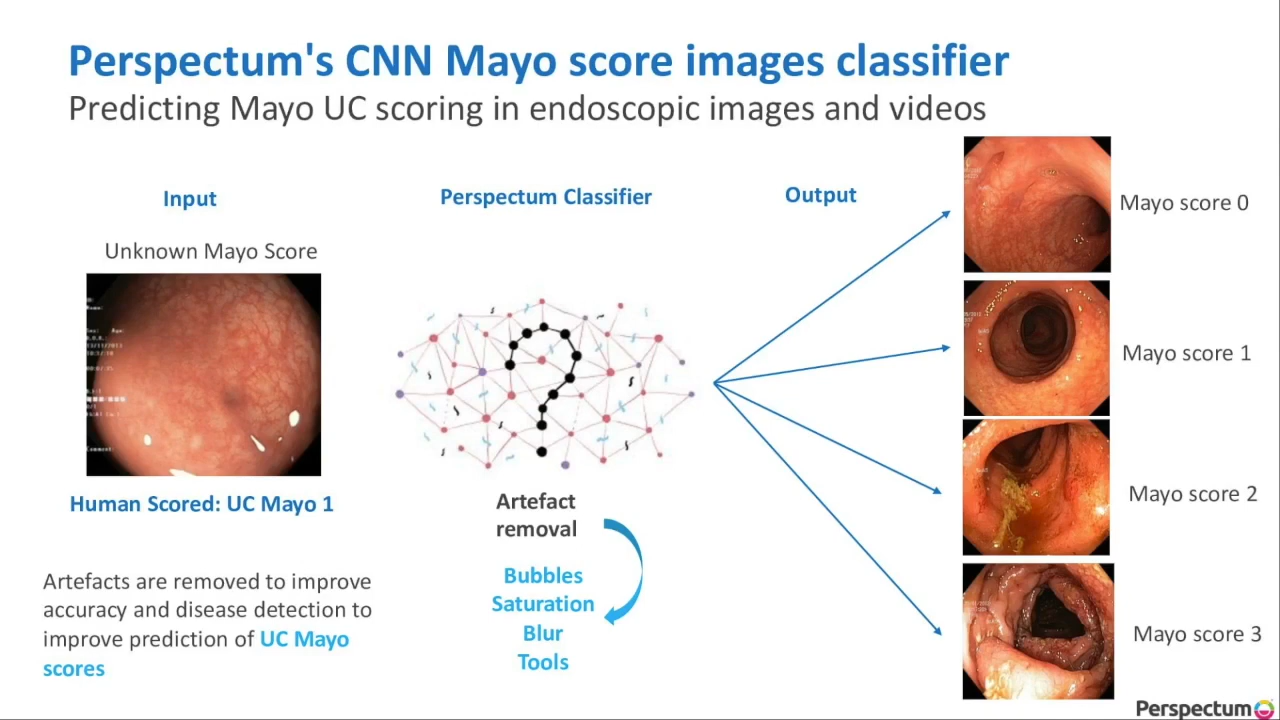 Perspectum's CNN Mayo score images classifier
Predicting Mayo UC scoring in endoscopic images and videos
Input
Perspectum Classifier
Output
Unknown Mayo Score
Human Scored: UC Mayo 1
Artefacts are removed to improve
accuracy and disease detection to
improve prediction of UC Mayo
scores
Artefact
removal
Bubbles
Saturation
Blur
Tools
Mayo score 0
Mayo score 1
Mayo score 2
Mayo score 3
Perspectum